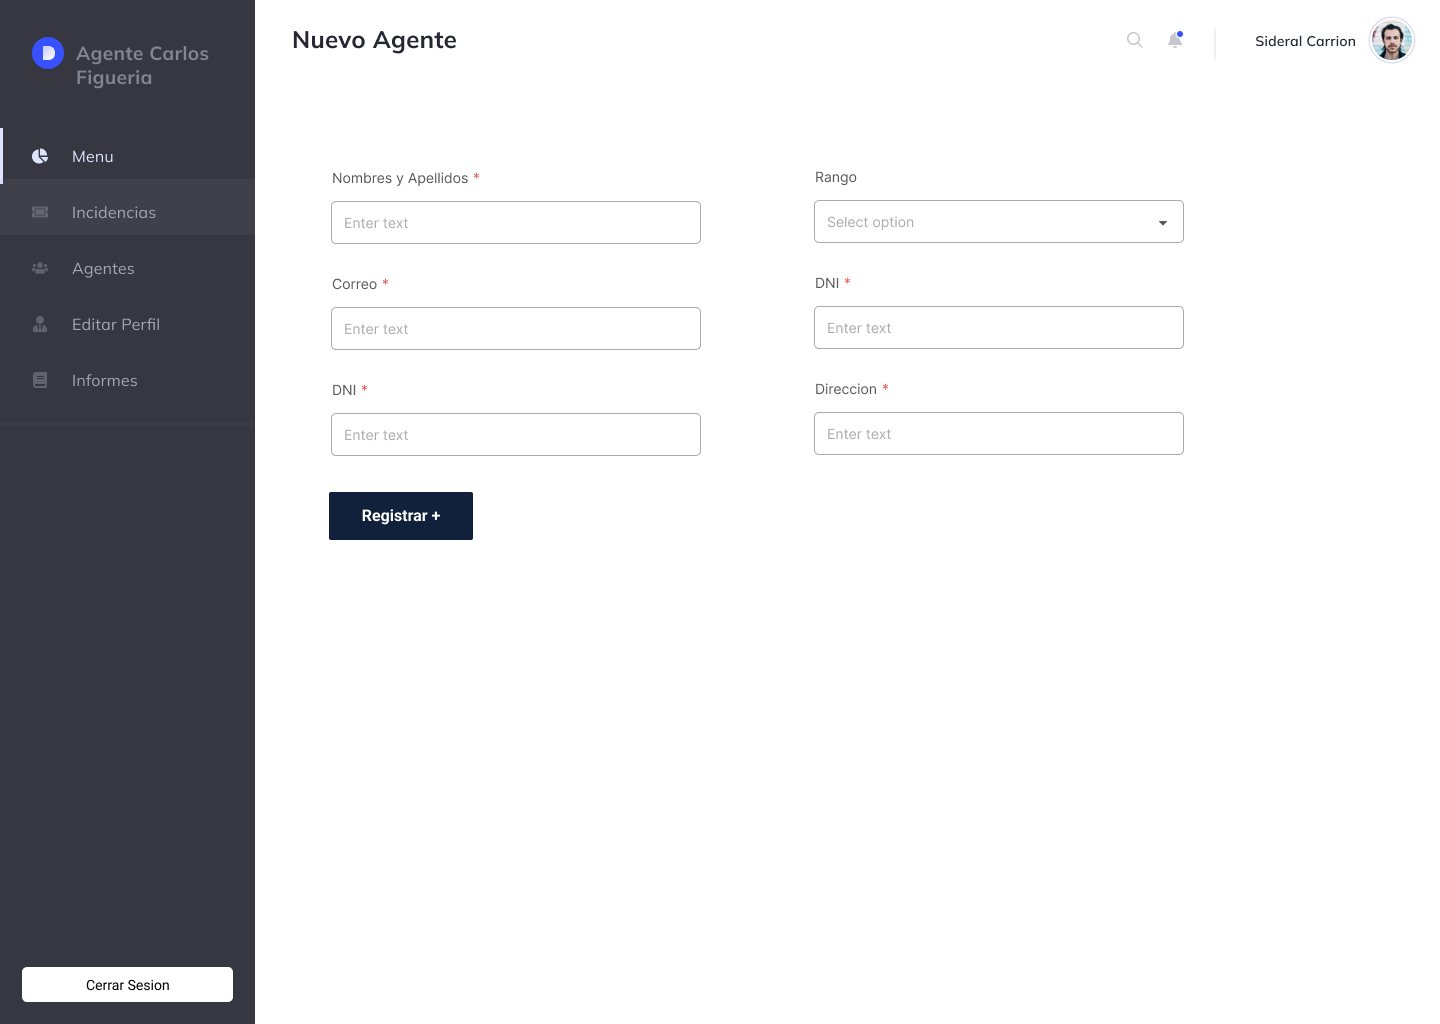 Agente Carlos
Figueria
Menu
Incidencias
Agentes
Editar Perfil
Informes
Cerrar Sesion
Nuevo Agente
Sideral Carrion
Nombres y Apellidos *
Enter text
Rango
Select option
Correo *
Enter text
DNI *
Enter text
DNI *
Enter text
Direccion *
Enter text
Registrar +